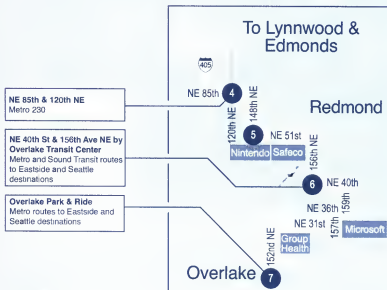 To Lynnwood &
Edmonds
405
NE 85th
4
120th NE
148th NE
5
NE 51st
Nintendo
Safeco
Redmond
156th NE
6
NE 40th
NE 36th
159th
NE 31st
157th
Microsoft
152nd NE
Group
Health
Overlake
7
NE 85th & 120th NE
Metro 230
NE 40th St & 156th Ave NE by
Overlake Transit Center
Metro and Sound Transit routes
to Eastside and Seattle
destinations
Overlake Park & Ride
Metro routes to Eastside and
Seattle destinations